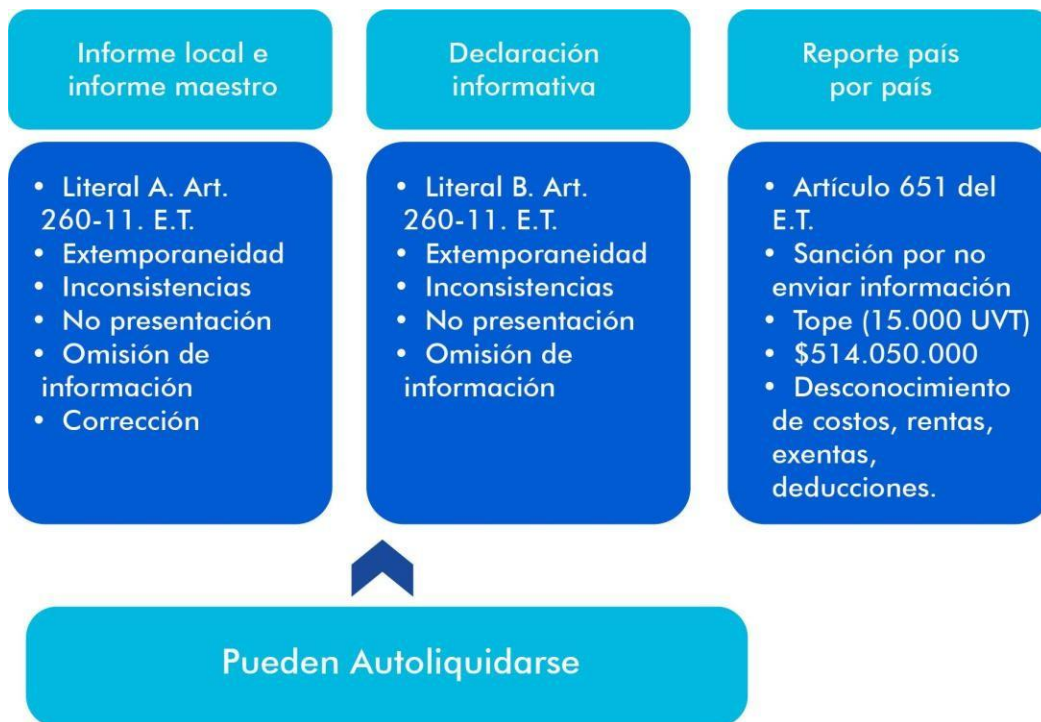 Informe local e
informe maestro
• Literal A. Art.
260-11. E.T.
• Extemporaneidad
• Inconsistencias
• No presentación
• Omisión de
información
• Corrección
Declaración
informativa
• Literal B. Art.
260-11. E.T.
• Extemporaneidad
• Inconsistencias
• No presentación
• Omisión de
información
Reporte país
por país
• Artículo 651 del
E.T.
• Sanción por no
enviar información
• Tope (15.000 UVT)
• $514.050.000
• Desconocimiento
de costos, rentas,
exentas,
deducciones.
Pueden Autoliquidarse